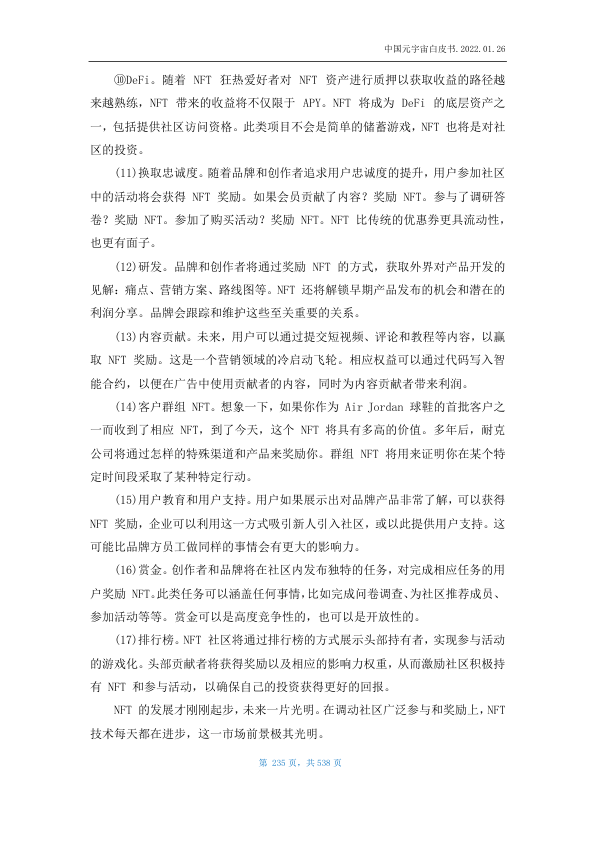 中国元宇宙白皮书.2022.01.26
⑩DeFi。随着 NFT 狂热爱好者对 NFT 资产进行质押以获取收益的路径越
来越熟练，NFT 带来的收益将不仅限于 APY。NFT 将成为 DeFi 的底层资产之
一，包括提供社区访问资格。此类项目不会是简单的储蓄游戏，NFT 也将是对社
区的投资。
(11)换取忠诚度。随着品牌和创作者追求用户忠诚度的提升，用户参加社区
中的活动将会获得 NFT 奖励。如果会员贡献了内容？奖励 NFT。参与了调研答
卷？奖励 NFT。参加了购买活动？奖励 NFT。NFT 比传统的优惠券更具流动性，
也更有面子。
(12)研发。品牌和创作者将通过奖励 NFT 的方式，获取外界对产品开发的
见解：痛点、营销方案、路线图等。NFT 还将解锁早期产品发布的机会和潜在的
利润分享。品牌会跟踪和维护这些至关重要的关系。
(13)内容贡献。未来，用户可以通过提交短视频、评论和教程等内容，以赢
取 NFT 奖励。这是一个营销领域的冷启动飞轮。相应权益可以通过代码写入智
能合约，以便在广告中使用贡献者的内容，同时为内容贡献者带来利润。
(14)客户群组 NFT。想象一下，如果你作为 Air Jordan 球鞋的首批客户之
一而收到了相应 NFT，到了今天，这个 NFT 将具有多高的价值。多年后，耐克
公司将通过怎样的特殊渠道和产品来奖励你。群组 NFT 将用来证明你在某个特
定时间段采取了某种特定行动。
(15)用户教育和用户支持。用户如果展示出对品牌产品非常了解，可以获得
NFT 奖励，企业可以利用这一方式吸引新人引入社区，或以此提供用户支持。这
可能比品牌方员工做同样的事情会有更大的影响力。
(16)赏金。创作者和品牌将在社区内发布独特的任务，对完成相应任务的用
户奖励 NFT。此类任务可以涵盖任何事情，比如完成问卷调查、为社区推荐成员、
参加活动等等。赏金可以是高度竞争性的，也可以是开放性的。
(17)排行榜。NFT 社区将通过排行榜的方式展示头部持有者，实现参与活动
的游戏化。头部贡献者将获得奖励以及相应的影响力权重，从而激励社区积极持
有 NFT 和参与活动，以确保自己的投资获得更好的回报。
NFT 的发展才刚刚起步，未来一片光明。在调动社区广泛参与和奖励上，NFT
技术每天都在进步，这一市场前景极其光明。
第 235 页，共 538 页